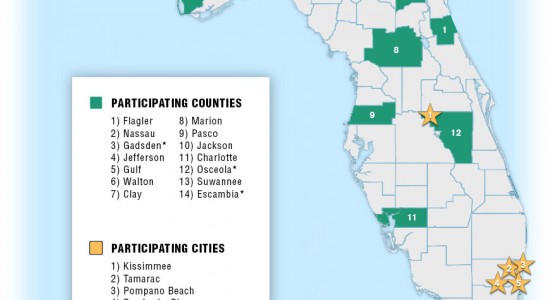 PARTICIPATING COUNTIES
1) Flagler
2) Nassau
3) Gadsden*
4) Jefferson
5) Gulf
6) Walton
7) Clay
8) Marion
9) Pasco
10) Jackson
11) Charlotte
12) Osceola*
13) Suwannee
14) Escambia*
PARTICIPATING CITIES
1) Kissimmee
2) Tamarac
3) Pompano Beach
1
8
9
1
12
11
2
3